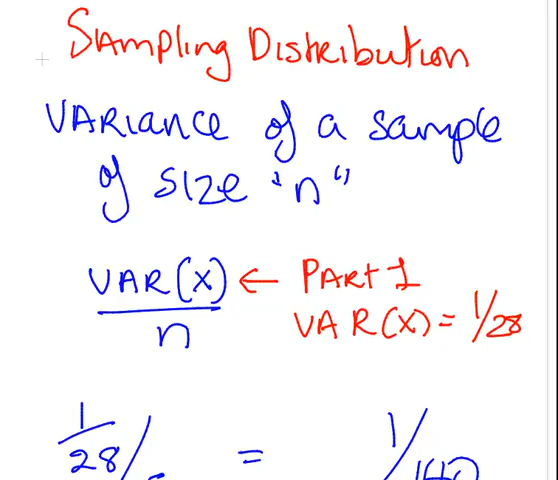 Sampling Distribution
VARIANCE of a sample
of SIZE "n"
VAR(X) ← PART 1
n VAR(X) = 1/28
1/28/ = 1/140